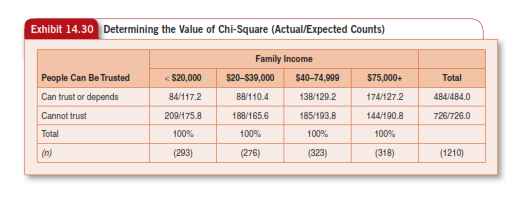 Exhibit 14.30 Determining the Value of Chi-Square (Actual/Expected Counts)
Family Income
People Can Be Trusted < $20,000 $20–$39,000 $40–74,999 $75,000+ Total
Can trust or depends 84/117.2 88/110.4 138/129.2 174/127.2 484/484.0
Cannot trust 209/175.8 188/165.6 185/193.8 144/190.8 726/726.0
Total 100% 100% 100% 100%
(n) (293) (276) (323) (318) (1210)